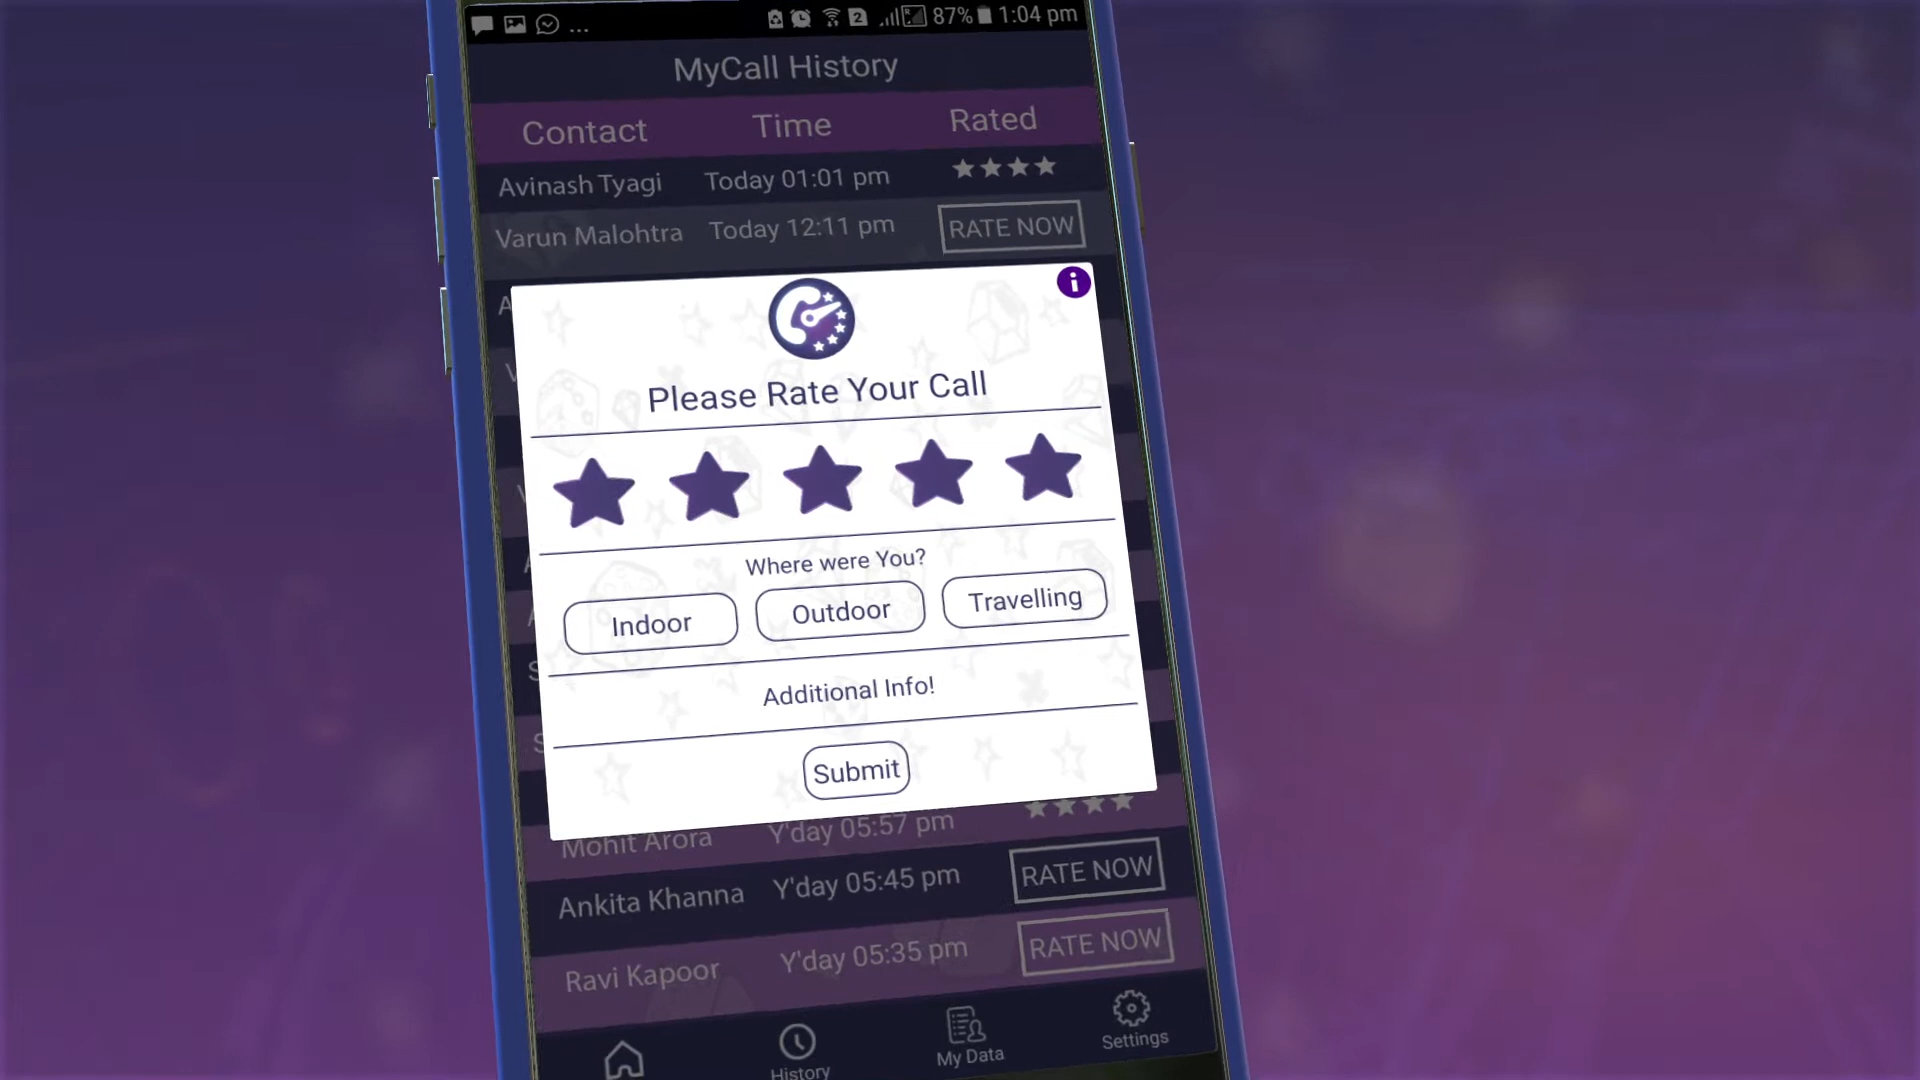 ... 2 R 87% 1:04 pm
MyCall History
Contact Time Rated
Avinash Tyagi Today 01:01 pm
Varun Malohtra Today 12:11 pm RATE NOW
Please Rate Your Call
Where were You?
Indoor Outdoor Travelling
Additional Info!
Submit
Mohit Arora Y'day 05:57 pm
Ankita Khanna Y'day 05:45 pm RATE NOW
Ravi Kapoor Y'day 05:35 pm RATE NOW
History My Data Settings